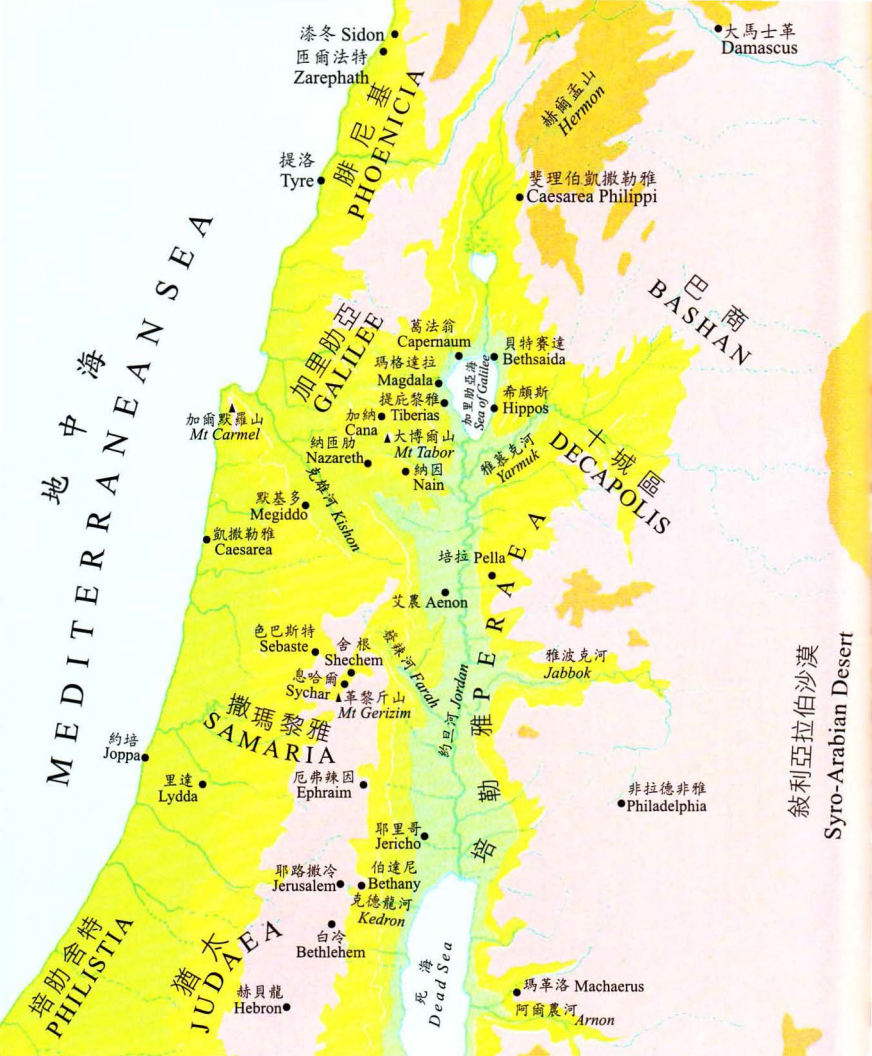 漆冬 Sidon
匝爾法特
Zarephath
大馬士革
Damascus
腓尼基
PHOENICIA
赫爾孟山
Hermon
提洛
Tyre
斐理伯凱撒勒雅
Caesarea Philippi
地中海
MEDITERRANEAN SEA
巴商
BASHAN
加里肋亞
GALILEE
葛法翁
Capernaum
貝特賽達
Bethsaida
瑪格達拉
Magdala
加里肋亞海
Sea of Galilee
提庇黎雅
Tiberias
希頗斯
Hippos
加爾默羅山
Mt Carmel
加納
Cana
大博爾山
Mt Tabor
納匝肋
Nazareth
納因
Nain
雅慕克河
Yarmuk
十城區
DECAPOLIS
克雄河 Kishon
默基多
Megiddo
凱撒勒雅
Caesarea
培拉 Pella
艾農 Aenon
培勒雅
PERAEA
色巴斯特
Sebaste
舍根
Shechem
息哈爾
Sychar
革黎斤山
Mt Gerizim
發辣河 Farah
約旦河 Jordan
雅波克河
Jabbok
撒瑪黎雅
SAMARIA
敘利亞拉伯沙漠
Syro-Arabian Desert
約培
Joppa
里達
Lydda
厄弗辣因
Ephraim
非拉德非雅
Philadelphia
耶里哥
Jericho
耶路撒冷
Jerusalem
伯達尼
Bethany
克德龍河
Kedron
白冷
Bethlehem
培肋舍特
PHILISTIA
猶太
JUDAEA
赫貝龍
Hebron
死海
Dead Sea
瑪革洛 Machaerus
阿爾農河
Arnon